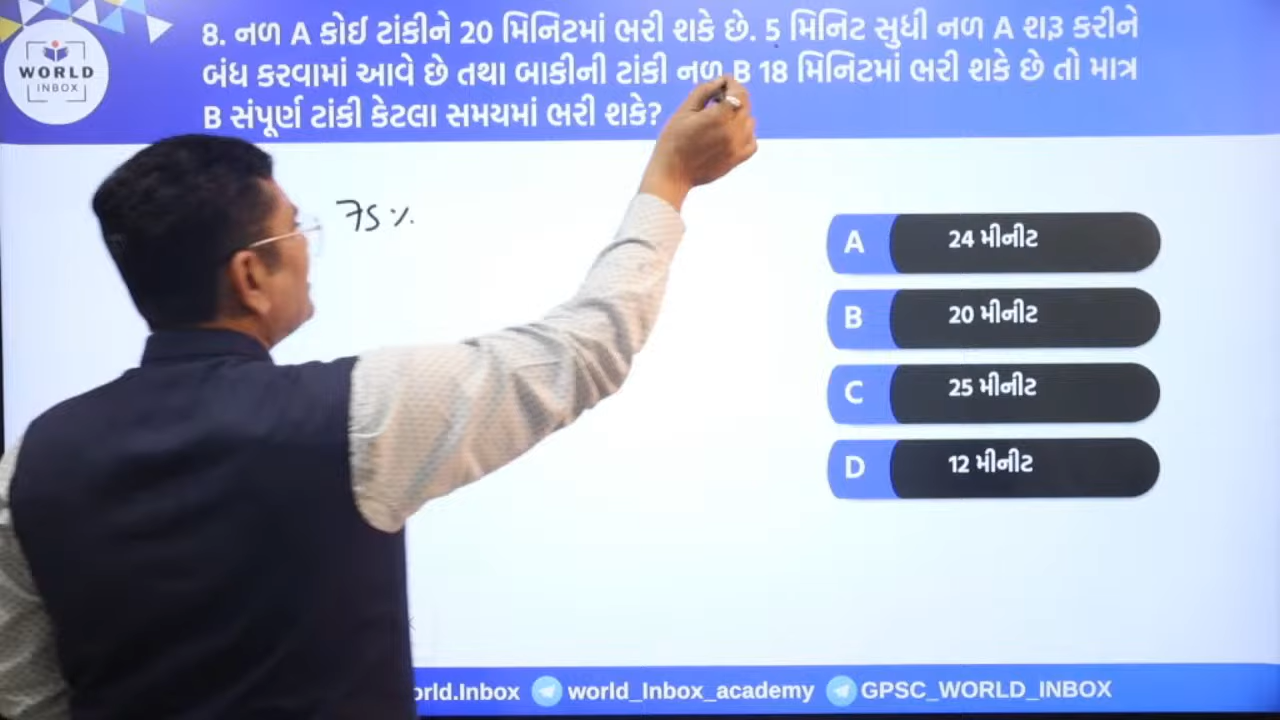 8. નળ A કોઈ ટાંકીને 20 મિનિટમાં ભરી શકે છે. 5 મિનિટ સુધી નળ A શરૂ કરીને
બંધ કરવામાં આવે છે તથા બાકીની ટાંકી નળ B 18 મિનિટમાં ભરી શકે છે તો માત્ર
B સંપૂર્ણ ટાંકી કેટલા સમયમાં ભરી શકે?
WORLD
INBOX
75%
A 24 મીનીટ
B 20 મીનીટ
C 25 મીનીટ
D 12 મીનીટ
orld.Inbox world_Inbox_academy GPSC_WORLD_INBOX